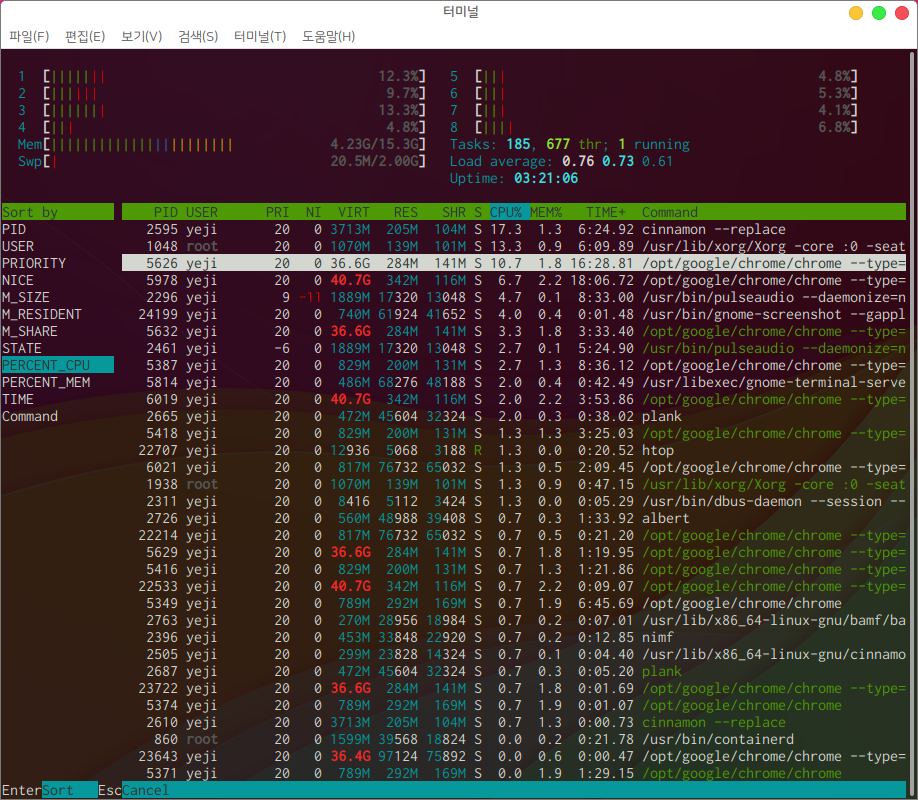 터미널
파일(F) 편집(E) 보기(V) 검색(S) 터미널(T) 도움말(H)
1 [||||||| 12.3%] 5 [||| 4.8%]
2 [|||||| 9.7%] 6 [||| 5.3%]
3 [||||||| 13.3%] 7 [||| 4.1%]
4 [||| 4.8%] 8 [|||| 6.8%]
Mem[||||||||||||||||||||||| 4.23G/15.3G] Tasks: 185, 677 thr; 1 running
Swp[| 20.5M/2.00G] Load average: 0.76 0.73 0.61
Uptime: 03:21:06
Sort by PID USER PRI NI VIRT RES SHR S CPU% MEM% TIME+ Command
PID 2595 yeji 20 0 3713M 205M 104M S 17.3 1.3 6:24.92 cinnamon --replace
USER 1048 root 20 0 1070M 139M 101M S 13.3 0.9 6:09.89 /usr/lib/xorg/Xorg -core :0 -seat
PRIORITY 5626 yeji 20 0 36.6G 284M 141M S 10.7 1.8 16:28.81 /opt/google/chrome/chrome --type=
NICE 5978 yeji 20 0 40.7G 342M 116M S 6.7 2.2 18:06.72 /opt/google/chrome/chrome --type=
M_SIZE 2296 yeji 9 -11 1889M 17320 13048 S 4.7 0.1 8:33.00 /usr/bin/pulseaudio --daemonize=n
M_RESIDENT 24199 yeji 20 0 740M 61924 41652 S 4.0 0.4 0:01.48 /usr/bin/gnome-screenshot --gappl
M_SHARE 5632 yeji 20 0 36.6G 284M 141M S 3.3 1.8 3:33.40 /opt/google/chrome/chrome --type=
STATE 2461 yeji -6 0 1889M 17320 13048 S 2.7 0.1 5:24.90 /usr/bin/pulseaudio --daemonize=n
PERCENT_CPU 5387 yeji 20 0 829M 200M 131M S 2.7 1.3 8:36.12 /opt/google/chrome/chrome --type=
PERCENT_MEM 5814 yeji 20 0 486M 68276 48188 S 2.0 0.4 0:42.49 /usr/libexec/gnome-terminal-serve
TIME 6019 yeji 20 0 40.7G 342M 116M S 2.0 2.2 3:53.86 /opt/google/chrome/chrome --type=
Command 2665 yeji 20 0 472M 45604 32324 S 2.0 0.3 0:38.02 plank
5418 yeji 20 0 829M 200M 131M S 1.3 1.3 3:25.03 /opt/google/chrome/chrome --type=
22707 yeji 20 0 12936 5068 3188 R 1.3 0.0 0:20.52 htop
6021 yeji 20 0 817M 76732 65032 S 1.3 0.5 2:09.45 /opt/google/chrome/chrome --type=
1938 root 20 0 1070M 139M 101M S 1.3 0.9 0:47.15 /usr/lib/xorg/Xorg -core :0 -seat
2311 yeji 20 0 8416 5112 3424 S 1.3 0.0 0:05.29 /usr/bin/dbus-daemon --session --
2726 yeji 20 0 560M 48988 39408 S 0.7 0.3 1:33.92 albert
22214 yeji 20 0 817M 76732 65032 S 0.7 0.5 0:21.20 /opt/google/chrome/chrome --type=
5629 yeji 20 0 36.6G 284M 141M S 0.7 1.8 1:19.95 /opt/google/chrome/chrome --type=
5416 yeji 20 0 829M 200M 131M S 0.7 1.3 1:21.86 /opt/google/chrome/chrome --type=
22533 yeji 20 0 40.7G 342M 116M S 0.7 2.2 0:09.07 /opt/google/chrome/chrome --type=
5349 yeji 20 0 789M 292M 169M S 0.7 1.9 6:45.69 /opt/google/chrome/chrome
2763 yeji 20 0 270M 28956 18984 S 0.7 0.2 0:07.01 /usr/lib/x86_64-linux-gnu/bamf/ba
2396 yeji 20 0 453M 33848 22920 S 0.7 0.2 0:12.85 nimf
2505 yeji 20 0 299M 23828 14324 S 0.7 0.1 0:04.40 /usr/lib/x86_64-linux-gnu/cinnamo
2687 yeji 20 0 472M 45604 32324 S 0.7 0.3 0:05.20 plank
23722 yeji 20 0 36.6G 284M 141M S 0.7 1.8 0:01.69 /opt/google/chrome/chrome --type=
5374 yeji 20 0 789M 292M 169M S 0.7 1.9 0:01.07 /opt/google/chrome/chrome
2610 yeji 20 0 3713M 205M 104M S 0.7 1.3 0:00.73 cinnamon --replace
860 root 20 0 1599M 39568 18824 S 0.0 0.2 0:21.78 /usr/bin/containerd
23643 yeji 20 0 36.4G 97124 75892 S 0.0 0.6 0:00.47 /opt/google/chrome/chrome --type=
5371 yeji 20 0 789M 292M 169M S 0.0 1.9 1:29.15 /opt/google/chrome/chrome
EnterSort EscCancel